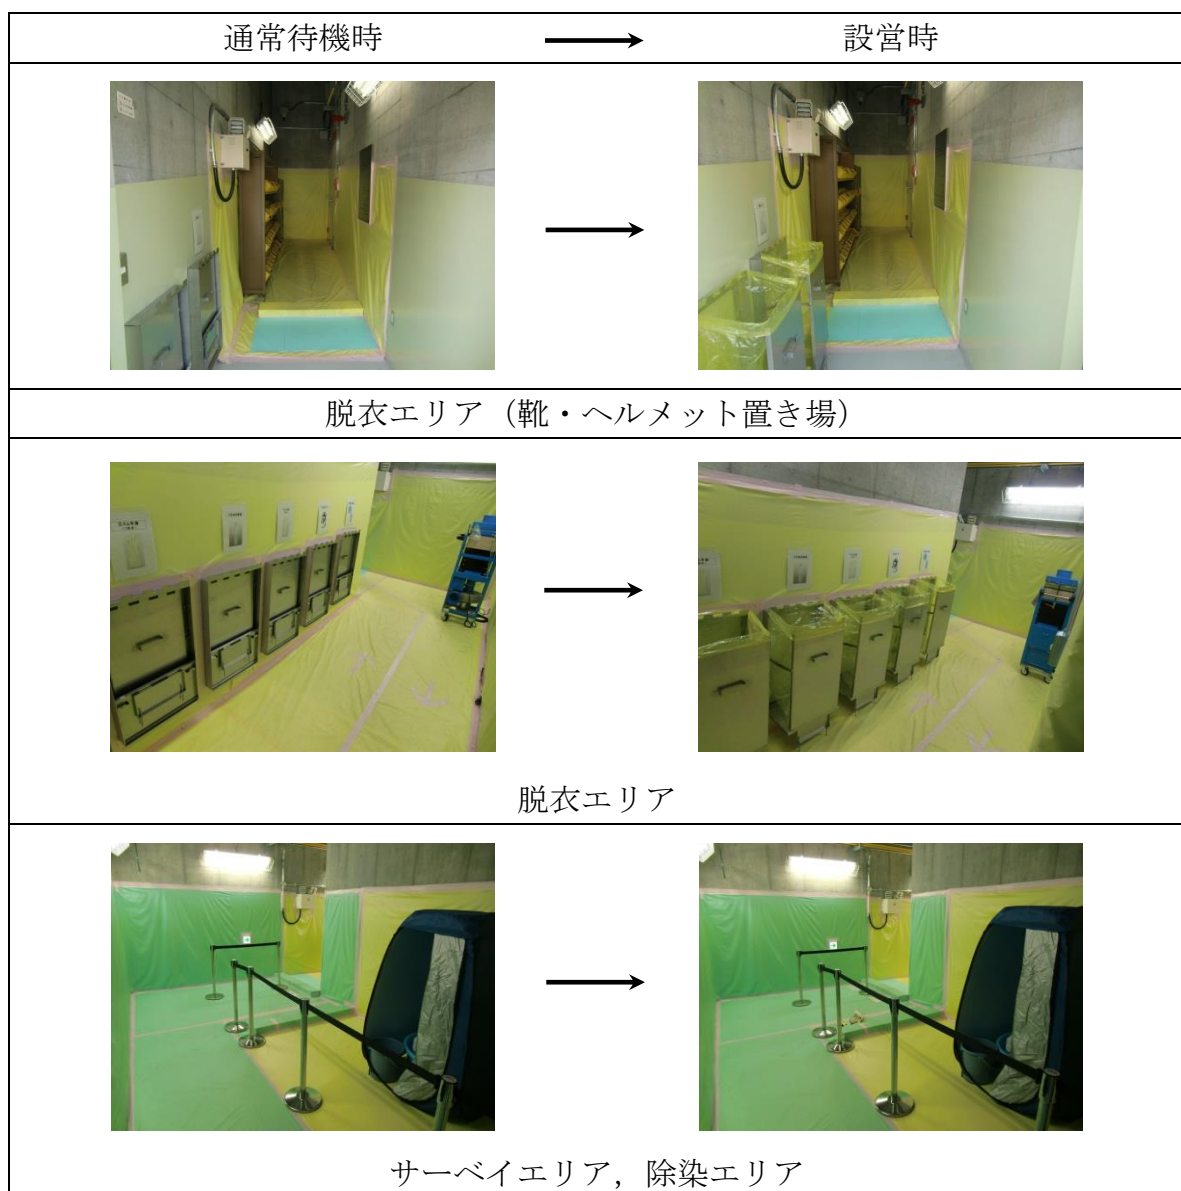 通常待機時
設営時
脱衣エリア（靴・ヘルメット置き場）
脱衣エリア
サーベイエリア，除染エリア